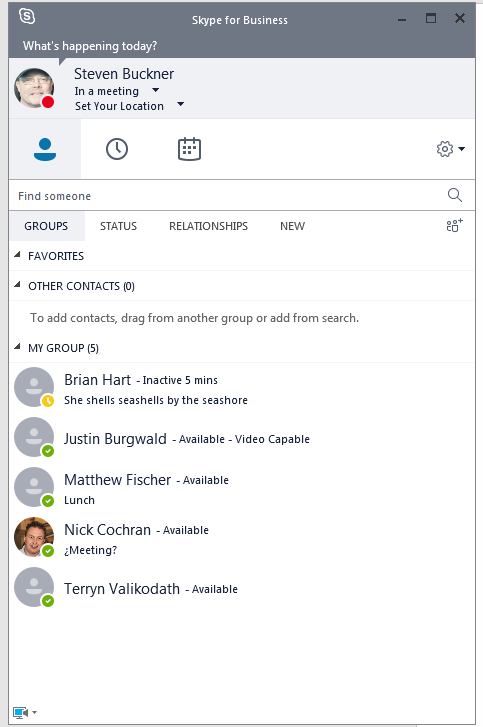 Skype for Business
What's happening today?
Steven Buckner
In a meeting
Set Your Location
Find someone
GROUPS STATUS RELATIONSHIPS NEW
FAVORITES
OTHER CONTACTS (0)
To add contacts, drag from another group or add from search.
MY GROUP (5)
Brian Hart - Inactive 5 mins
She shells seashells by the seashore
Justin Burgwald - Available - Video Capable
Matthew Fischer - Available
Lunch
Nick Cochran - Available
¿Meeting?
Terryn Valikodath - Available